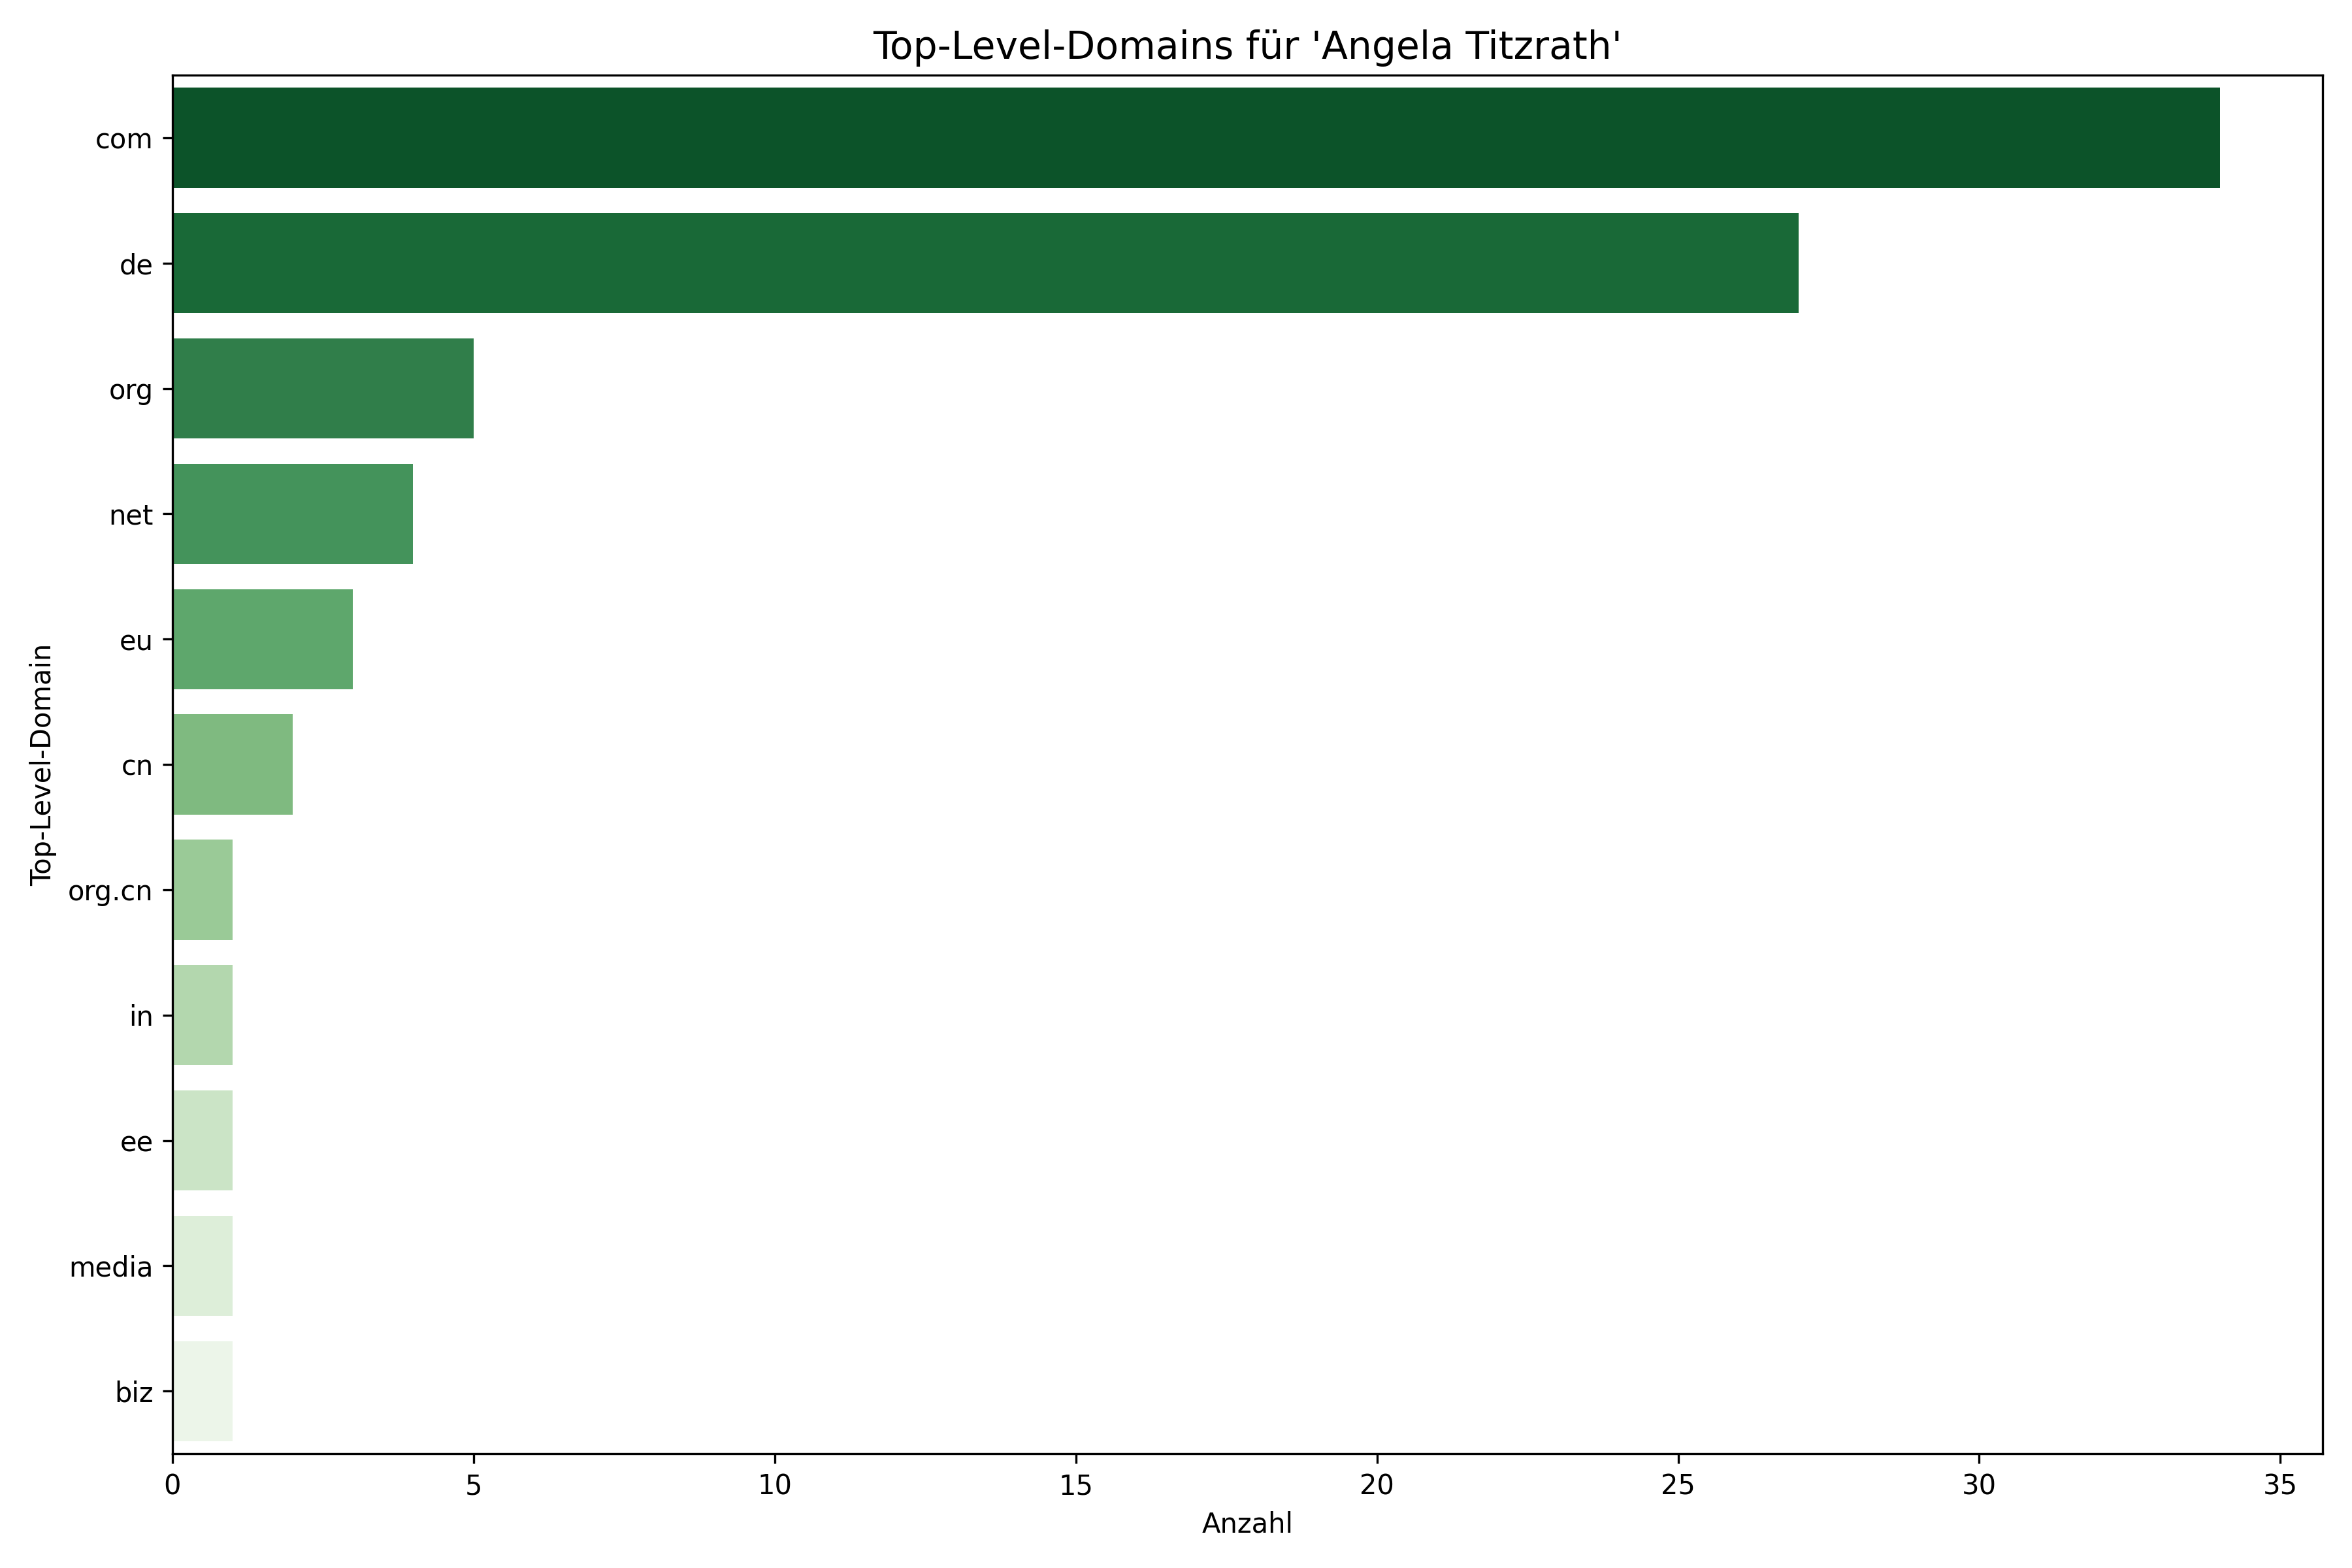 Top-Level-Domains für 'Angela Titzrath'
Top-Level-Domain
com
de
org
net
eu
cn
org.cn
in
ee
media
biz
0 5 10 15 20 25 30 35
Anzahl